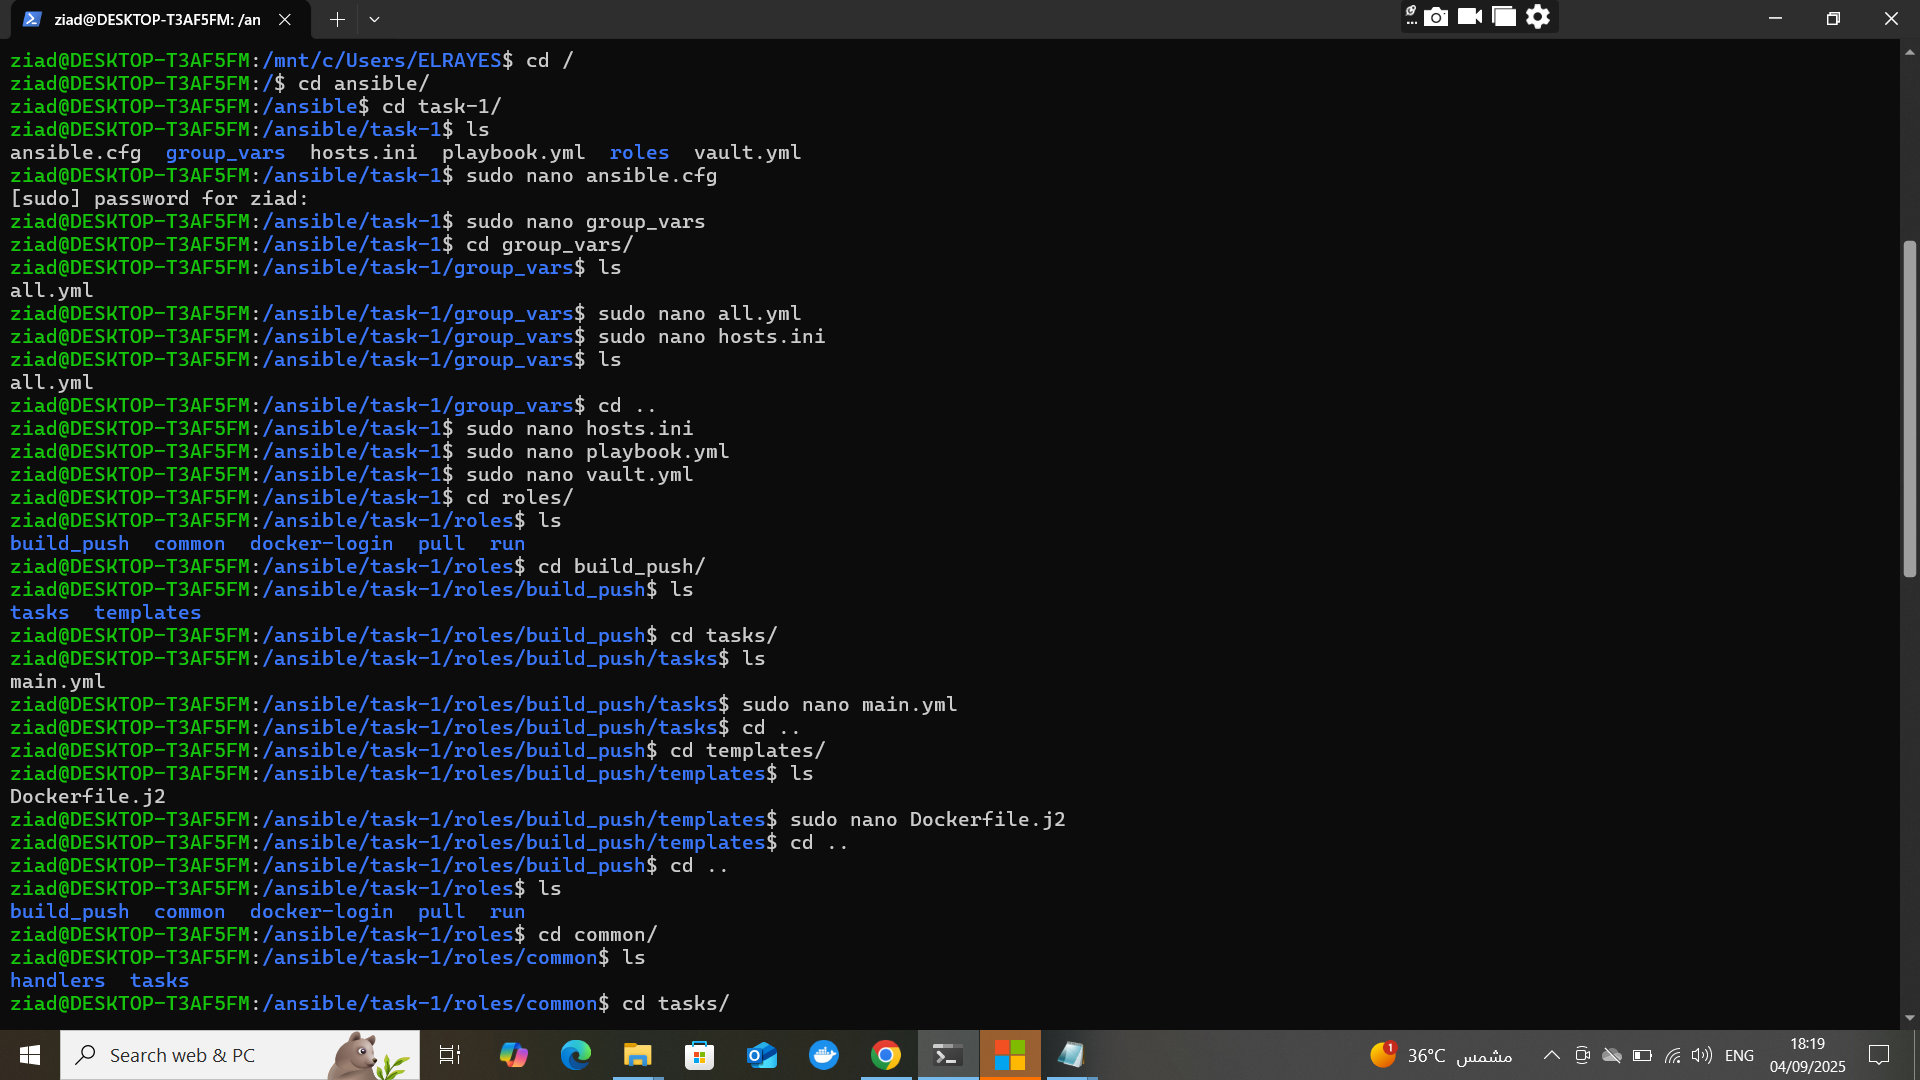 ziad@DESKTOP-T3AF5FM: /an
ziad@DESKTOP-T3AF5FM:/mnt/c/Users/ELRAYES$ cd /
ziad@DESKTOP-T3AF5FM:/$ cd ansible/
ziad@DESKTOP-T3AF5FM:/ansible$ cd task-1/
ziad@DESKTOP-T3AF5FM:/ansible/task-1$ ls
ansible.cfg  group_vars  hosts.ini  playbook.yml  roles  vault.yml
ziad@DESKTOP-T3AF5FM:/ansible/task-1$ sudo nano ansible.cfg
[sudo] password for ziad:
ziad@DESKTOP-T3AF5FM:/ansible/task-1$ sudo nano group_vars
ziad@DESKTOP-T3AF5FM:/ansible/task-1$ cd group_vars/
ziad@DESKTOP-T3AF5FM:/ansible/task-1/group_vars$ ls
all.yml
ziad@DESKTOP-T3AF5FM:/ansible/task-1/group_vars$ sudo nano all.yml
ziad@DESKTOP-T3AF5FM:/ansible/task-1/group_vars$ sudo nano hosts.ini
ziad@DESKTOP-T3AF5FM:/ansible/task-1/group_vars$ ls
all.yml
ziad@DESKTOP-T3AF5FM:/ansible/task-1/group_vars$ cd ..
ziad@DESKTOP-T3AF5FM:/ansible/task-1$ sudo nano hosts.ini
ziad@DESKTOP-T3AF5FM:/ansible/task-1$ sudo nano playbook.yml
ziad@DESKTOP-T3AF5FM:/ansible/task-1$ sudo nano vault.yml
ziad@DESKTOP-T3AF5FM:/ansible/task-1$ cd roles/
ziad@DESKTOP-T3AF5FM:/ansible/task-1/roles$ ls
build_push  common  docker-login  pull  run
ziad@DESKTOP-T3AF5FM:/ansible/task-1/roles$ cd build_push/
ziad@DESKTOP-T3AF5FM:/ansible/task-1/roles/build_push$ ls
tasks  templates
ziad@DESKTOP-T3AF5FM:/ansible/task-1/roles/build_push$ cd tasks/
ziad@DESKTOP-T3AF5FM:/ansible/task-1/roles/build_push/tasks$ ls
main.yml
ziad@DESKTOP-T3AF5FM:/ansible/task-1/roles/build_push/tasks$ sudo nano main.yml
ziad@DESKTOP-T3AF5FM:/ansible/task-1/roles/build_push/tasks$ cd ..
ziad@DESKTOP-T3AF5FM:/ansible/task-1/roles/build_push$ cd templates/
ziad@DESKTOP-T3AF5FM:/ansible/task-1/roles/build_push/templates$ ls
Dockerfile.j2
ziad@DESKTOP-T3AF5FM:/ansible/task-1/roles/build_push/templates$ sudo nano Dockerfile.j2
ziad@DESKTOP-T3AF5FM:/ansible/task-1/roles/build_push/templates$ cd ..
ziad@DESKTOP-T3AF5FM:/ansible/task-1/roles/build_push$ cd ..
ziad@DESKTOP-T3AF5FM:/ansible/task-1/roles$ ls
build_push  common  docker-login  pull  run
ziad@DESKTOP-T3AF5FM:/ansible/task-1/roles$ cd common/
ziad@DESKTOP-T3AF5FM:/ansible/task-1/roles/common$ ls
handlers  tasks
ziad@DESKTOP-T3AF5FM:/ansible/task-1/roles/common$ cd tasks/
Search web & PC
1
36°C مشمس
ENG
18:19
04/09/2025